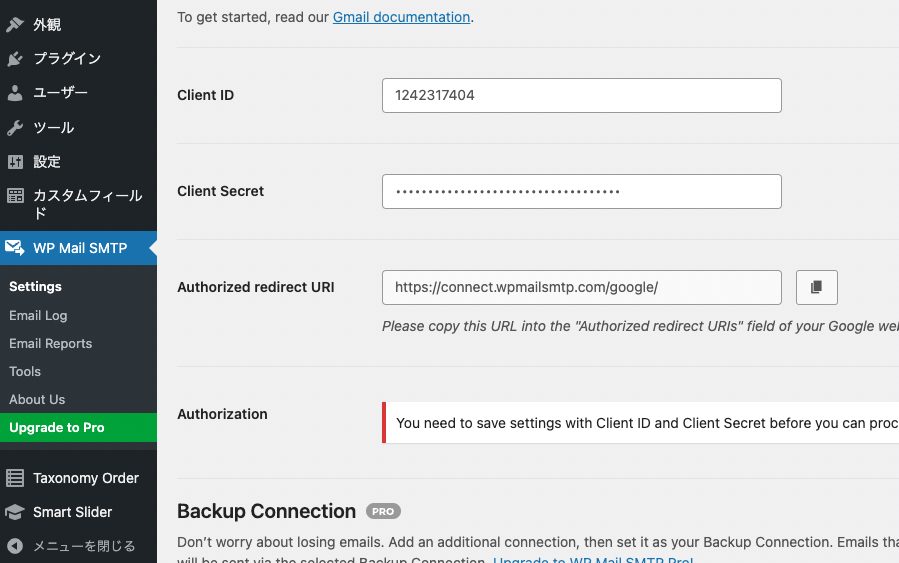 外観
プラグイン
ユーザー
ツール
設定
カスタムフィール
ド
WP Mail SMTP
Settings
Email Log
Email Reports
Tools
About Us
Upgrade to Pro
Taxonomy Order
Smart Slider
メニューを閉じる
To get started, read our Gmail documentation.
Client ID
1242317404
Client Secret
Authorized redirect URI
https://connect.wpmailsmtp.com/google/
Please copy this URL into the "Authorized redirect URIs" field of your Google
Authorization
You need to save settings with Client ID and Client Secret before you can
Backup Connection PRO
Don't worry about losing emails. Add an additional connection, then set it as your Backup Connection. Emails
will be sent via the selected Backup Connection. Upgrade to WP Mail SMTP Pro!